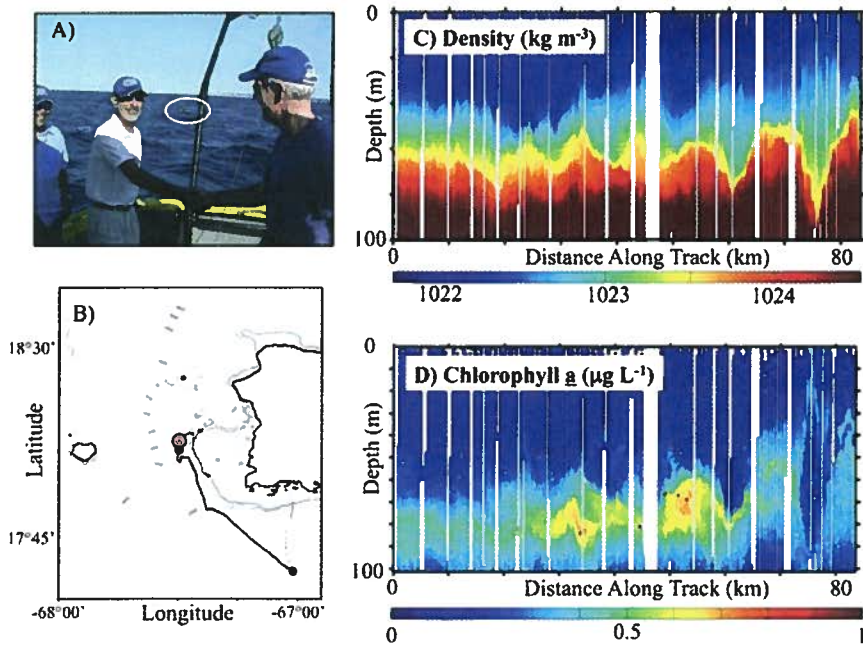 A)
C) Density (kg m⁻³)
0
Depth (m)
100
0
Distance Along Track (km)
80
1022
1023
1024
B)
18°30'
Latitude
17°45'
-68°00'
Longitude
-67°00'
D) Chlorophyll a (µg L⁻¹)
0
Depth (m)
100
0
Distance Along Track (km)
80
0
0.5
1